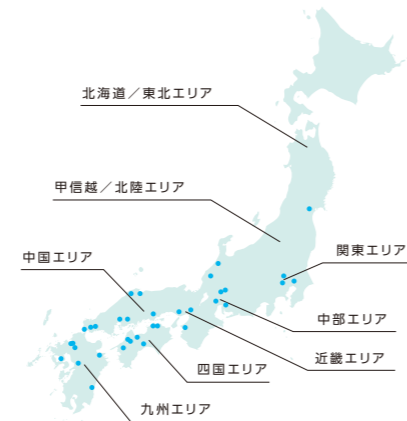 北海道／東北エリア
甲信越／北陸エリア
関東エリア
中国エリア
中部エリア
近畿エリア
四国エリア
九州エリア